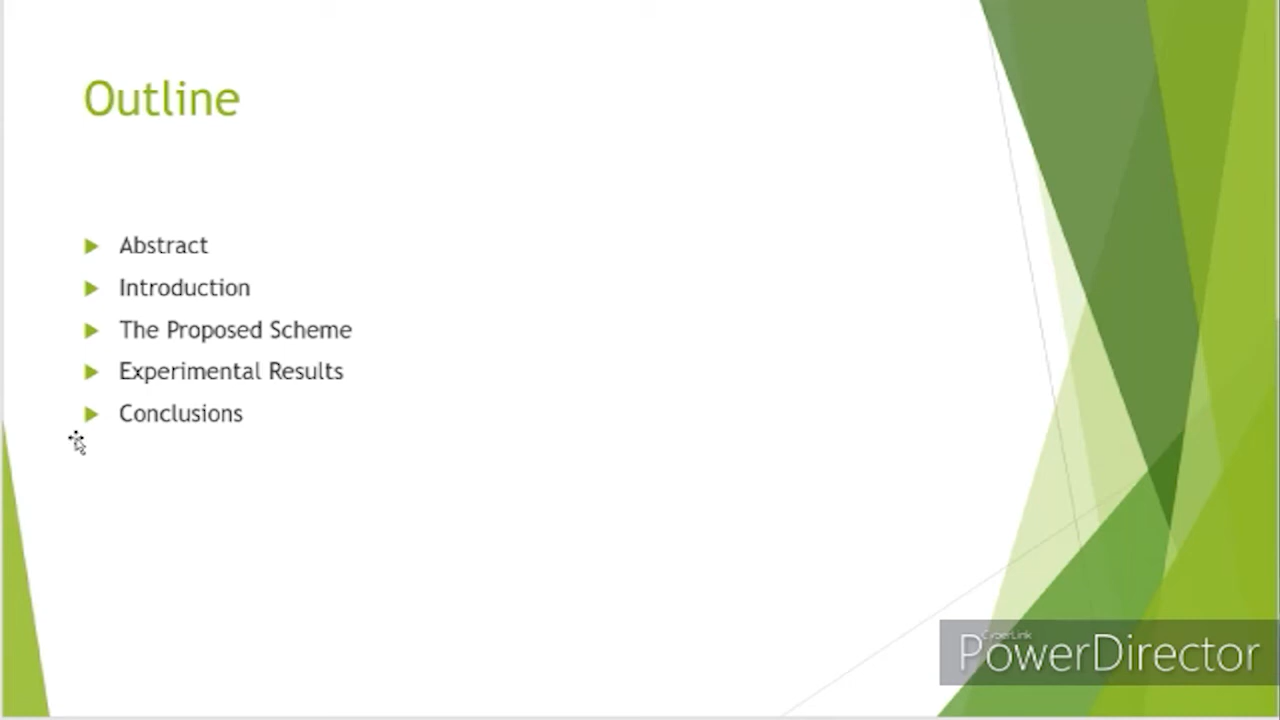 Outline
Abstract
Introduction
The Proposed Scheme
Experimental Results
Conclusions
CyberLink
PowerDirector